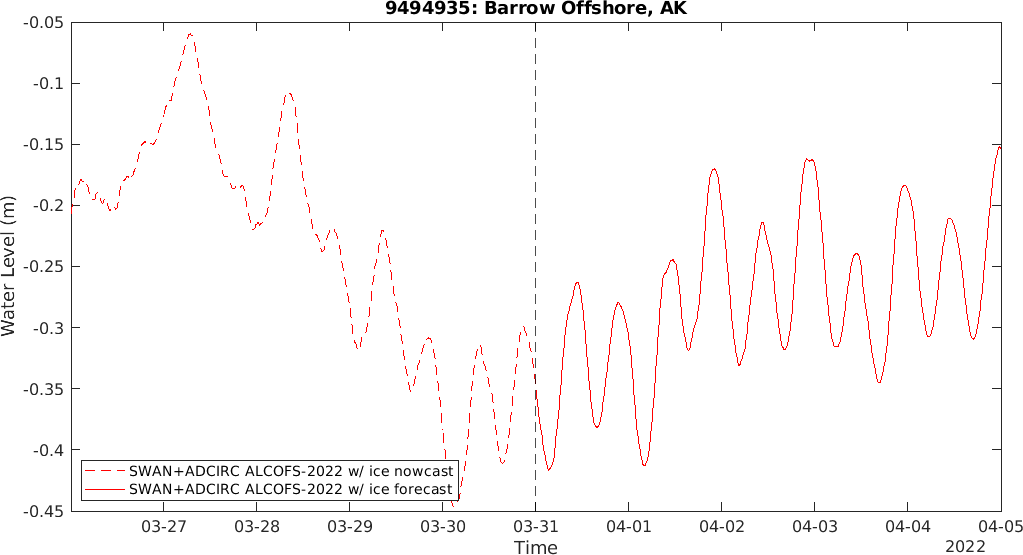 9494935: Barrow Offshore, AK
-0.05
-0.1
-0.15
-0.2
-0.25
-0.3
-0.35
-0.4
-0.45
Water Level (m)
SWAN+ADCIRC ALCOFS-2022 w/ ice nowcast
SWAN+ADCIRC ALCOFS-2022 w/ ice forecast
03-27 03-28 03-29 03-30 03-31 04-01 04-02 04-03 04-04 04-05
Time
2022